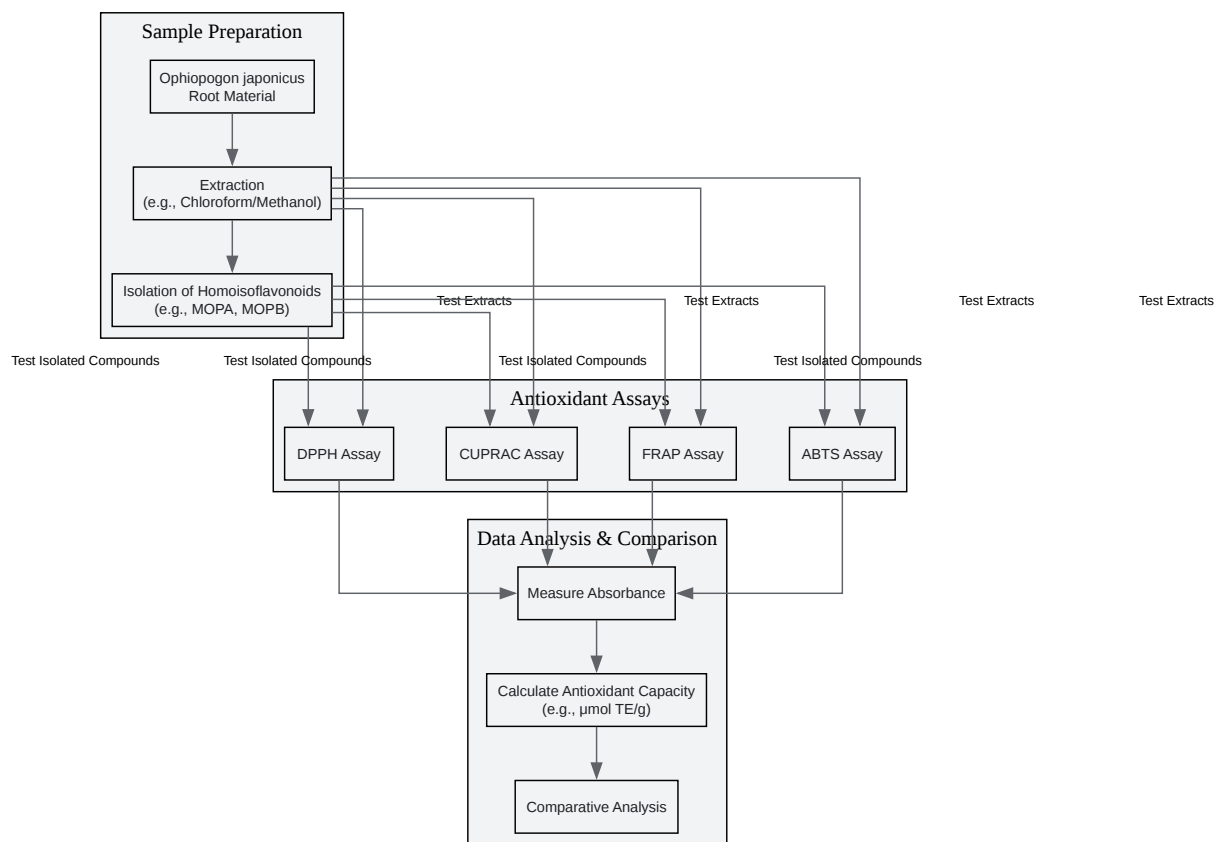 Sample Preparation
Ophiopogon japonicus
Root Material
Extraction
(e.g., Chloroform/Methanol)
Isolation of Homoisoflavonoids
(e.g., MOPA, MOPB)
Test Extracts
Test Extracts
Test Extracts
Test Extracts
Test Isolated Compounds
Test Isolated Compounds
Test Isolated Compounds
Test Isolated Compounds
Antioxidant Assays
DPPH Assay
CUPRAC Assay
FRAP Assay
ABTS Assay
Data Analysis & Comparison
Measure Absorbance
Calculate Antioxidant Capacity
(e.g., μmol TE/g)
Comparative Analysis